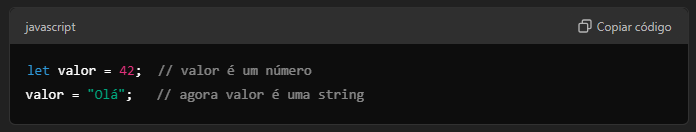 javascript
Copiar código
let valor = 42;  // valor é um número
valor = "Olá";   // agora valor é uma string